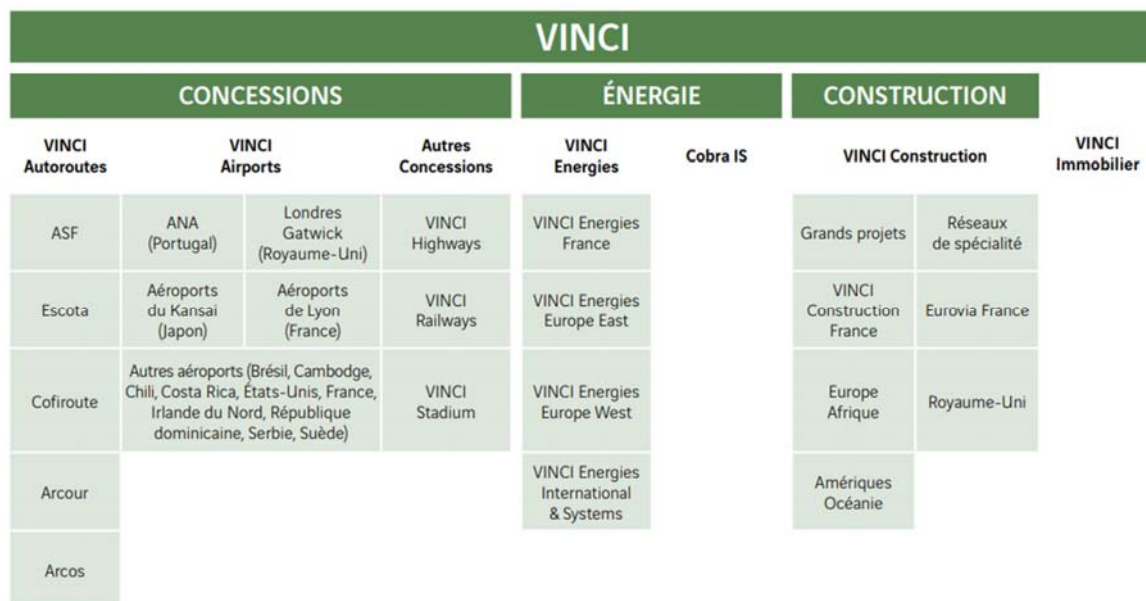 VINCI
CONCESSIONS
ÉNERGIE
CONSTRUCTION
VINCI
Autoroutes
VINCI
Airports
Autres
Concessions
VINCI
Energies
Cobra IS
VINCI Construction
VINCI
Immobilier
ASF
ANA
(Portugal)
Londres
Gatwick
(Royaume-Uni)
VINCI
Highways
VINCI Energies
France
Grands projets
Réseaux
de spécialité
Escota
Aéroports
du Kansai
(Japon)
Aéroports
de Lyon
(France)
VINCI
Railways
VINCI Energies
Europe East
VINCI
Construction
France
Eurovia France
Cofiroute
Autres aéroports (Brésil, Cambodge,
Chili, Costa Rica, États-Unis, France,
Irlande du Nord, République
dominicaine, Serbie, Suède)
VINCI
Stadium
VINCI Energies
Europe West
Europe
Afrique
Royaume-Uni
Arcour
VINCI Energies
International
& Systems
Amériques
Océanie
Arcos